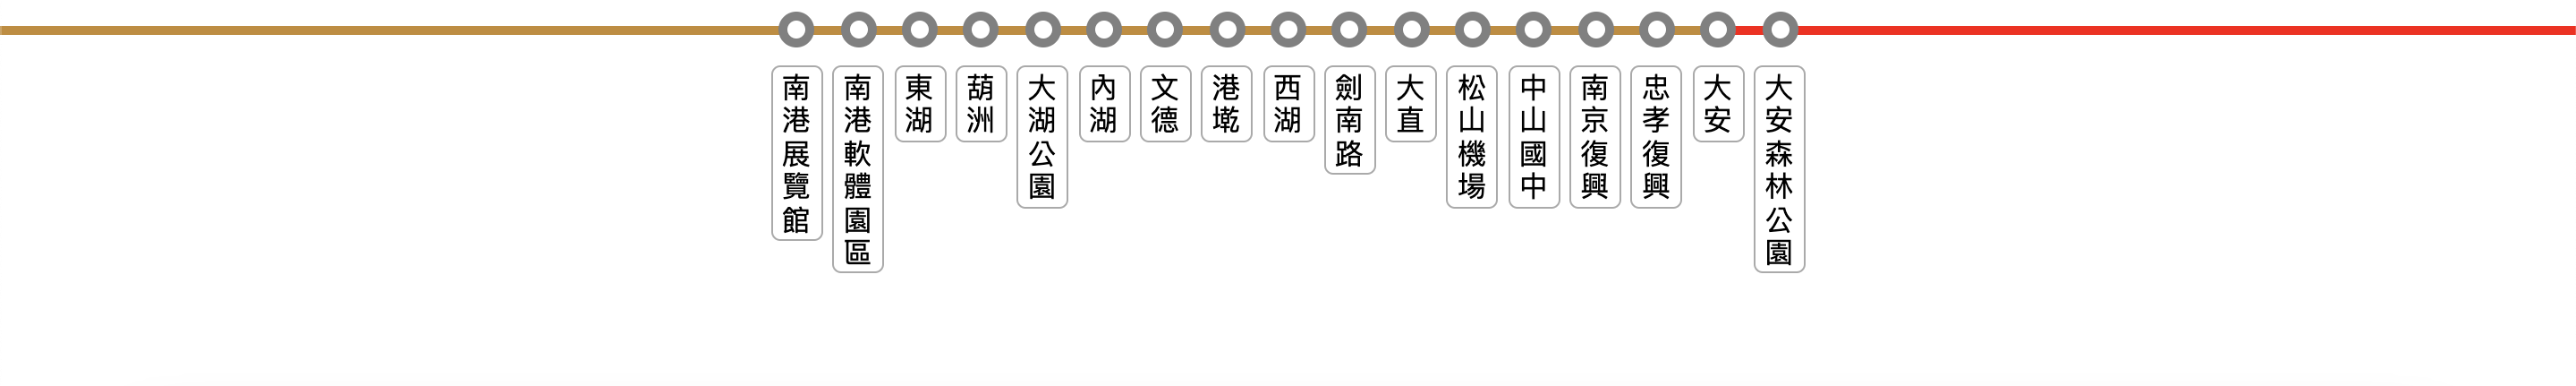 南港展覽館
南港軟體園區
東湖
葫洲
大湖公園
內湖
文德
港墘
西湖
劍南路
大直
松山機場
中山國中
南京復興
忠孝復興
大安
大安森林公園